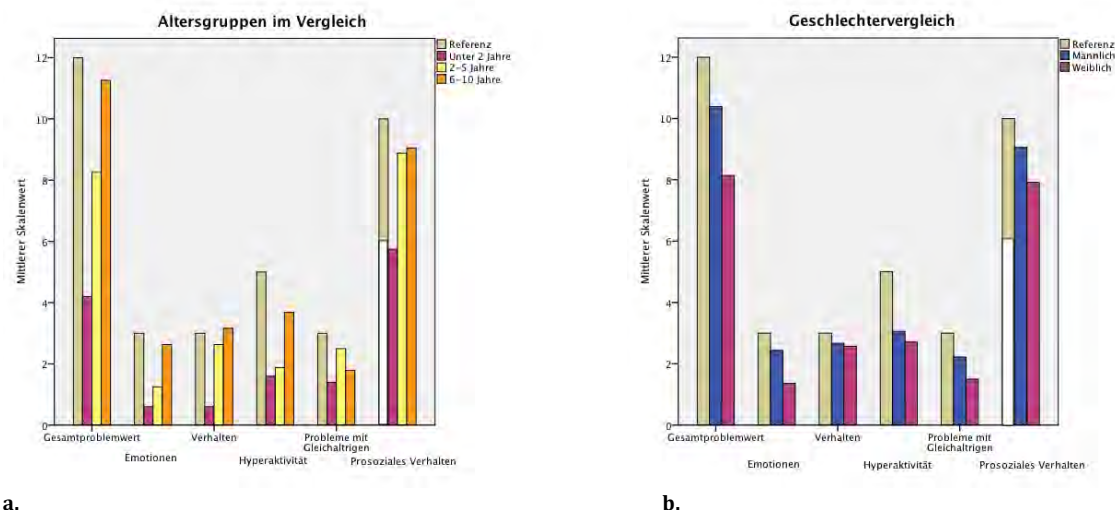 Altersgruppen im Vergleich
Referenz
Unter 2 Jahre
2-5 Jahre
6-10 Jahre
Mittlerer Skalenwert
12
10
8
6
4
2
0
Gesamtproblemwert
Emotionen
Verhalten
Hyperaktivität
Probleme mit
Gleichaltrigen
Prosoziales Verhalten
a.
Geschlechtervergleich
Referenz
Männlich
Weiblich
Mittlerer Skalenwert
12
10
8
6
4
2
0
Gesamtproblemwert
Emotionen
Verhalten
Hyperaktivität
Probleme mit
Gleichaltrigen
Prosoziales Verhalten
b.